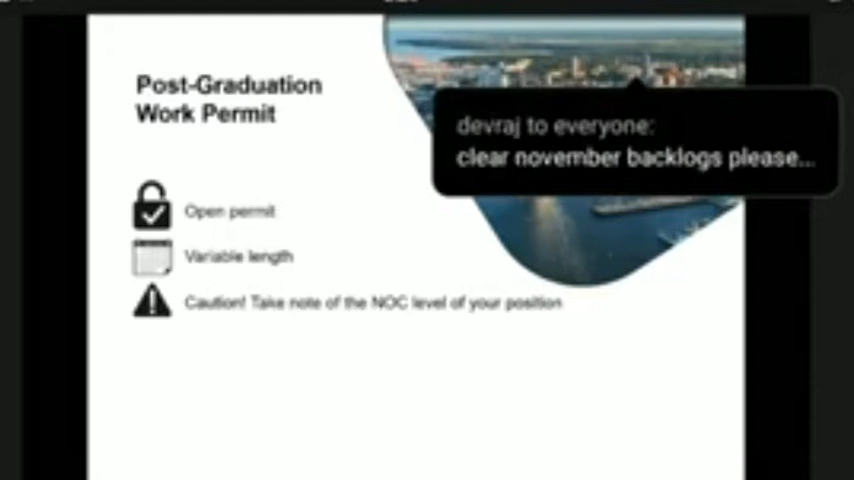 Post-Graduation
Work Permit
devraj to everyone:
clear november backlogs please...
Open permit
Variable length
Caution! Take note of the NOC level of your position